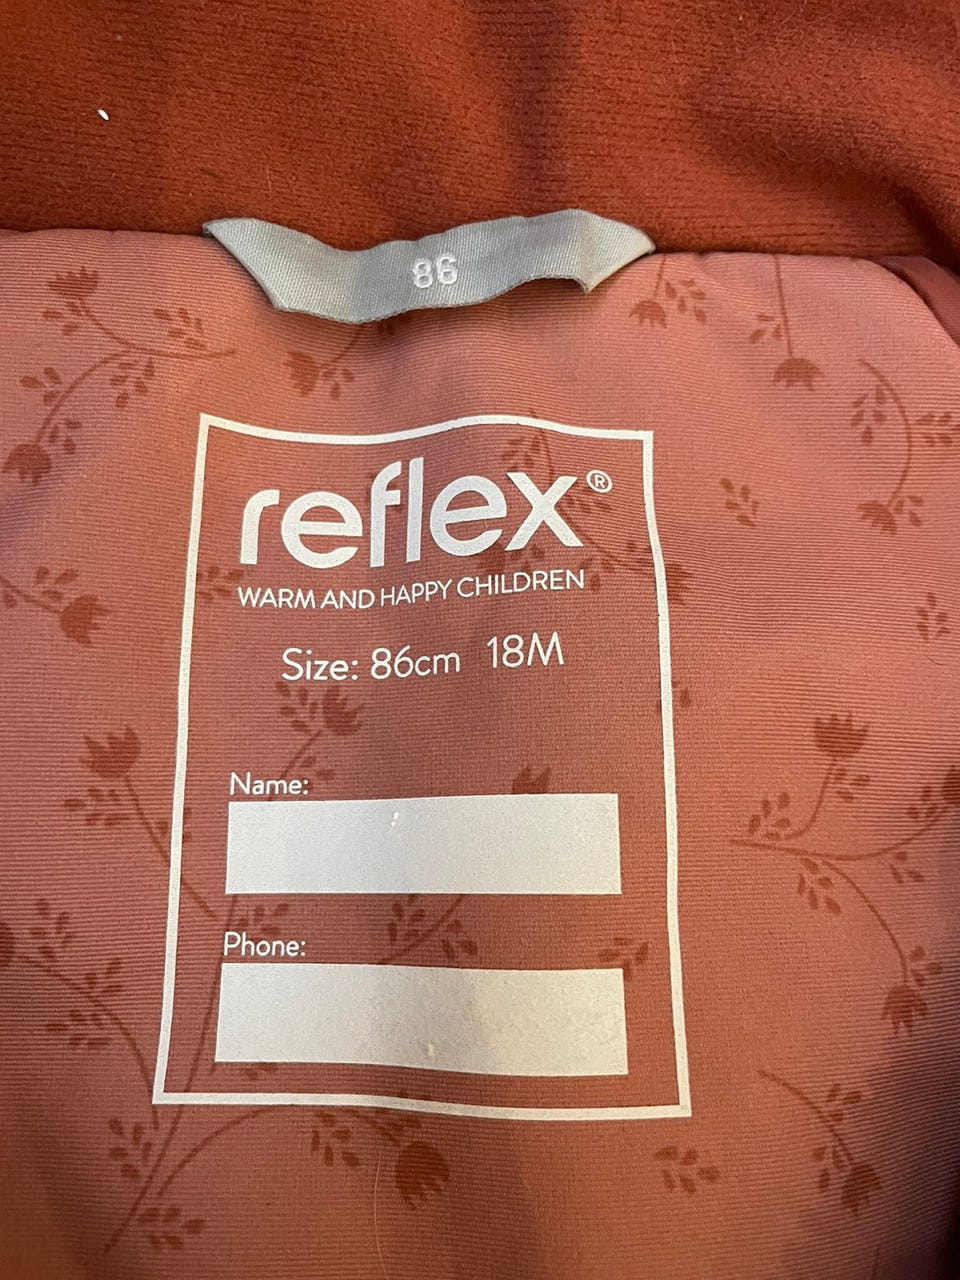 86
reflex®
WARM AND HAPPY CHILDREN
Size: 86cm 18M
Name:
Phone: